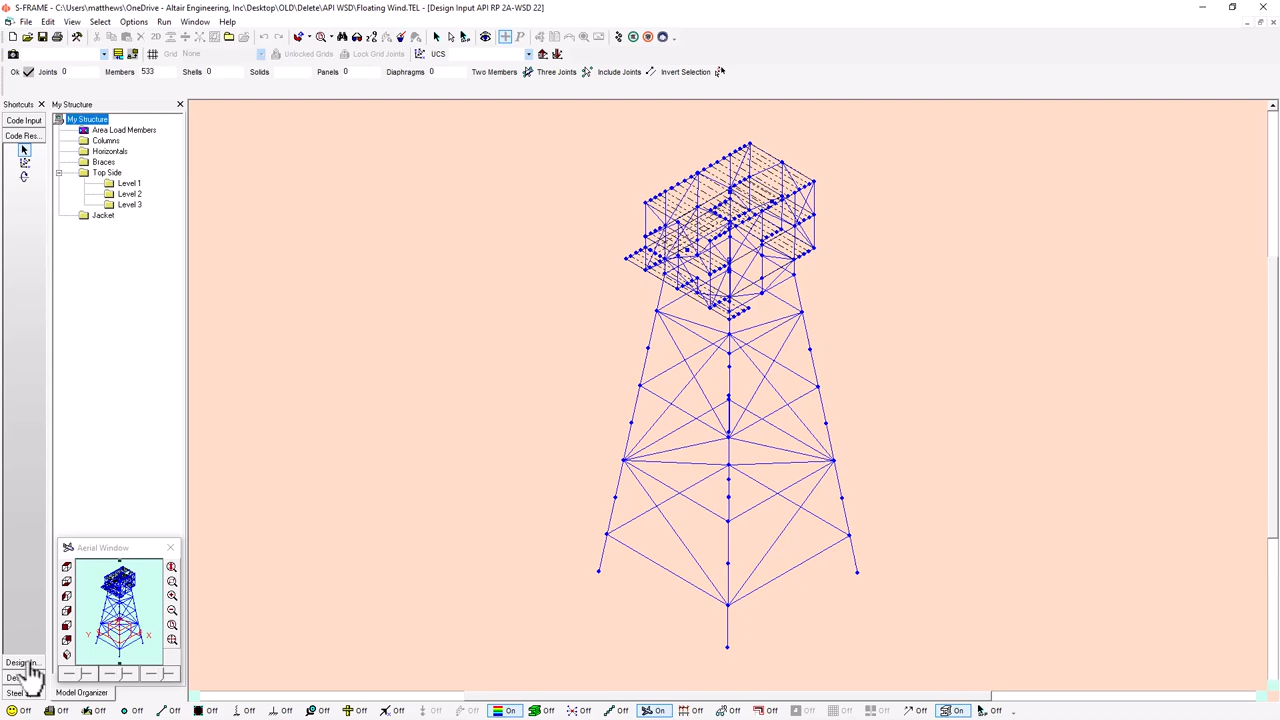 S-FRAME - C:\Users\matthews\OneDrive - Altair Engineering, Inc\Desktop\OLD\Delete\API WSD\Floating Wind.TEL - [Design Input API RP 2A-WSD 22]
File Edit View Select Options Run Window Help
2D
Grid None Unlocked Grids Lock Grid Joints UCS
Ok Joints 0 Members 533 Shells 0 Solids Panels 0 Diaphragms 0 Two Members Three Joints Include Joints Invert Selection
Shortcuts My Structure
Code Input My Structure
Area Load Members
Code Res...
Columns
Horizontals
Braces
Top Side
Level 1
Level 2
Level 3
Jacket
Aerial Window
Y X
Design In...
Steel
Model Organizer
Off Off Off Off Off Off Off Off Off Off Off Off Off On Off Off Off On Off Off Off Off Off Off On Off